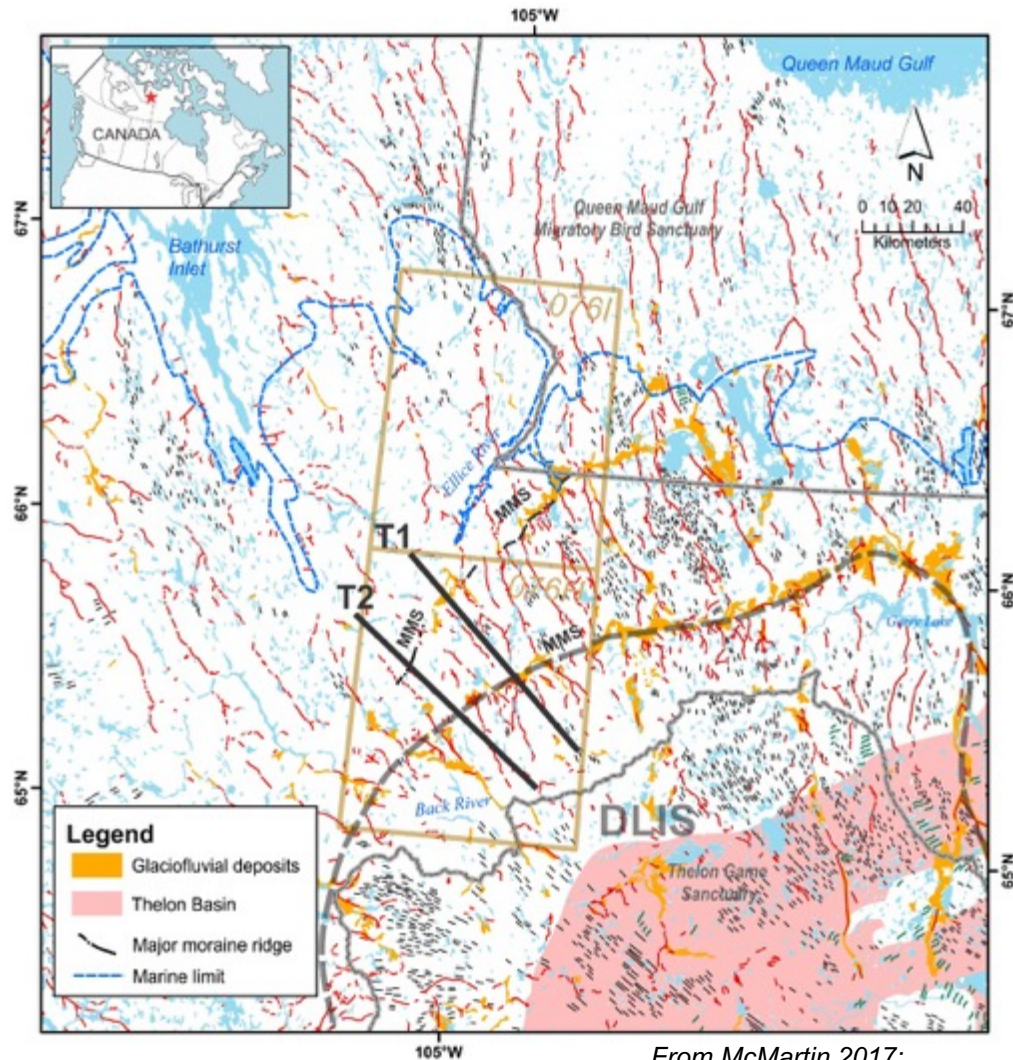 105°W
Queen Maud Gulf
CANADA
N
Queen Maud Gulf
Migratory Bird Sanctuary
0 10 20 40
Kilometers
67°N
Bathurst
Inlet
076I
67°N
Ellice River
MMS
66°N
T1
076H
T2
MMS
MMS
66°N
Garry Lake
65°N
Back River
DLIS
Thelon Game
Sanctuary
65°N
Legend
Glaciofluvial deposits
Thelon Basin
Major moraine ridge
Marine limit
105°W
From McMartin 2017: